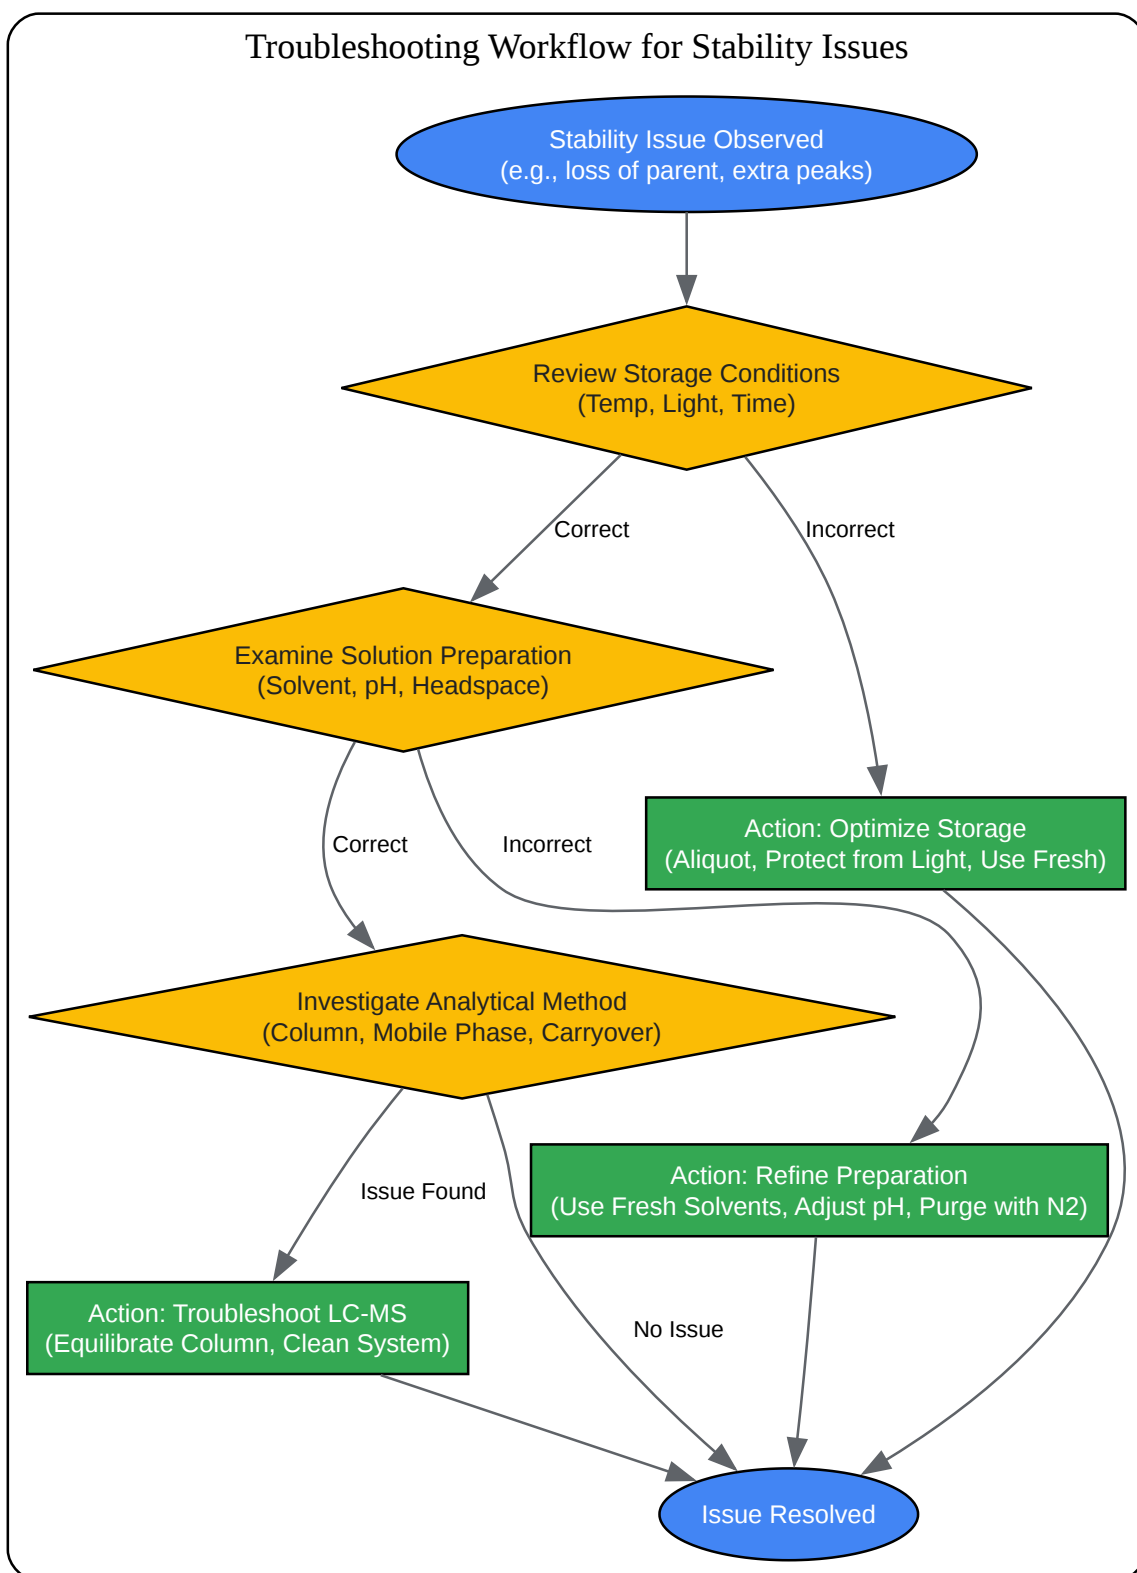 Troubleshooting Workflow for Stability Issues
Stability Issue Observed
(e.g., loss of parent, extra peaks)
Review Storage Conditions
(Temp, Light, Time)
Correct
Incorrect
Examine Solution Preparation
(Solvent, pH, Headspace)
Correct
Incorrect
Action: Optimize Storage
(Aliquot, Protect from Light, Use Fresh)
Investigate Analytical Method
(Column, Mobile Phase, Carryover)
Issue Found
Action: Refine Preparation
(Use Fresh Solvents, Adjust pH, Purge with N2)
Action: Troubleshoot LC-MS
(Equilibrate Column, Clean System)
No Issue
Issue Resolved